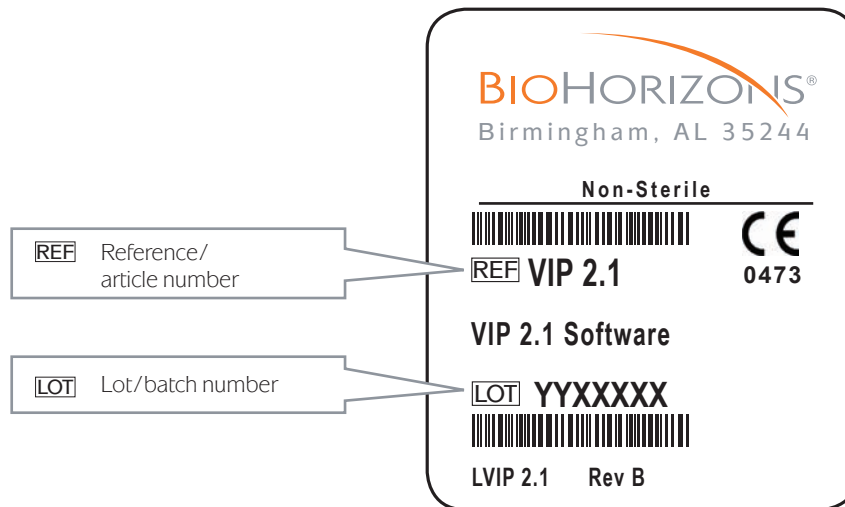 BIOHORIZONS®
Birmingham, AL 35244
Non-Sterile
CE
0473
REF Reference/
article number
REF VIP 2.1
VIP 2.1 Software
LOT Lot/batch number
LOT YYXXXXX
LVIP 2.1 Rev B